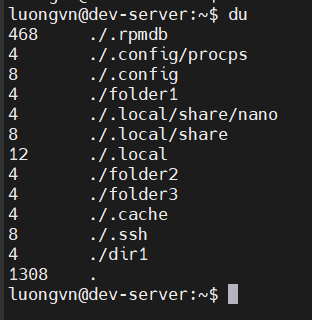 luongvn@dev-server:~$ du
468 ./.rpmdb
4 ./.config/procps
8 ./.config
4 ./folder1
4 ./.local/share/nano
8 ./.local/share
12 ./.local
4 ./folder2
4 ./folder3
4 ./.cache
8 ./.ssh
4 ./dir1
1308 .
luongvn@dev-server:~$